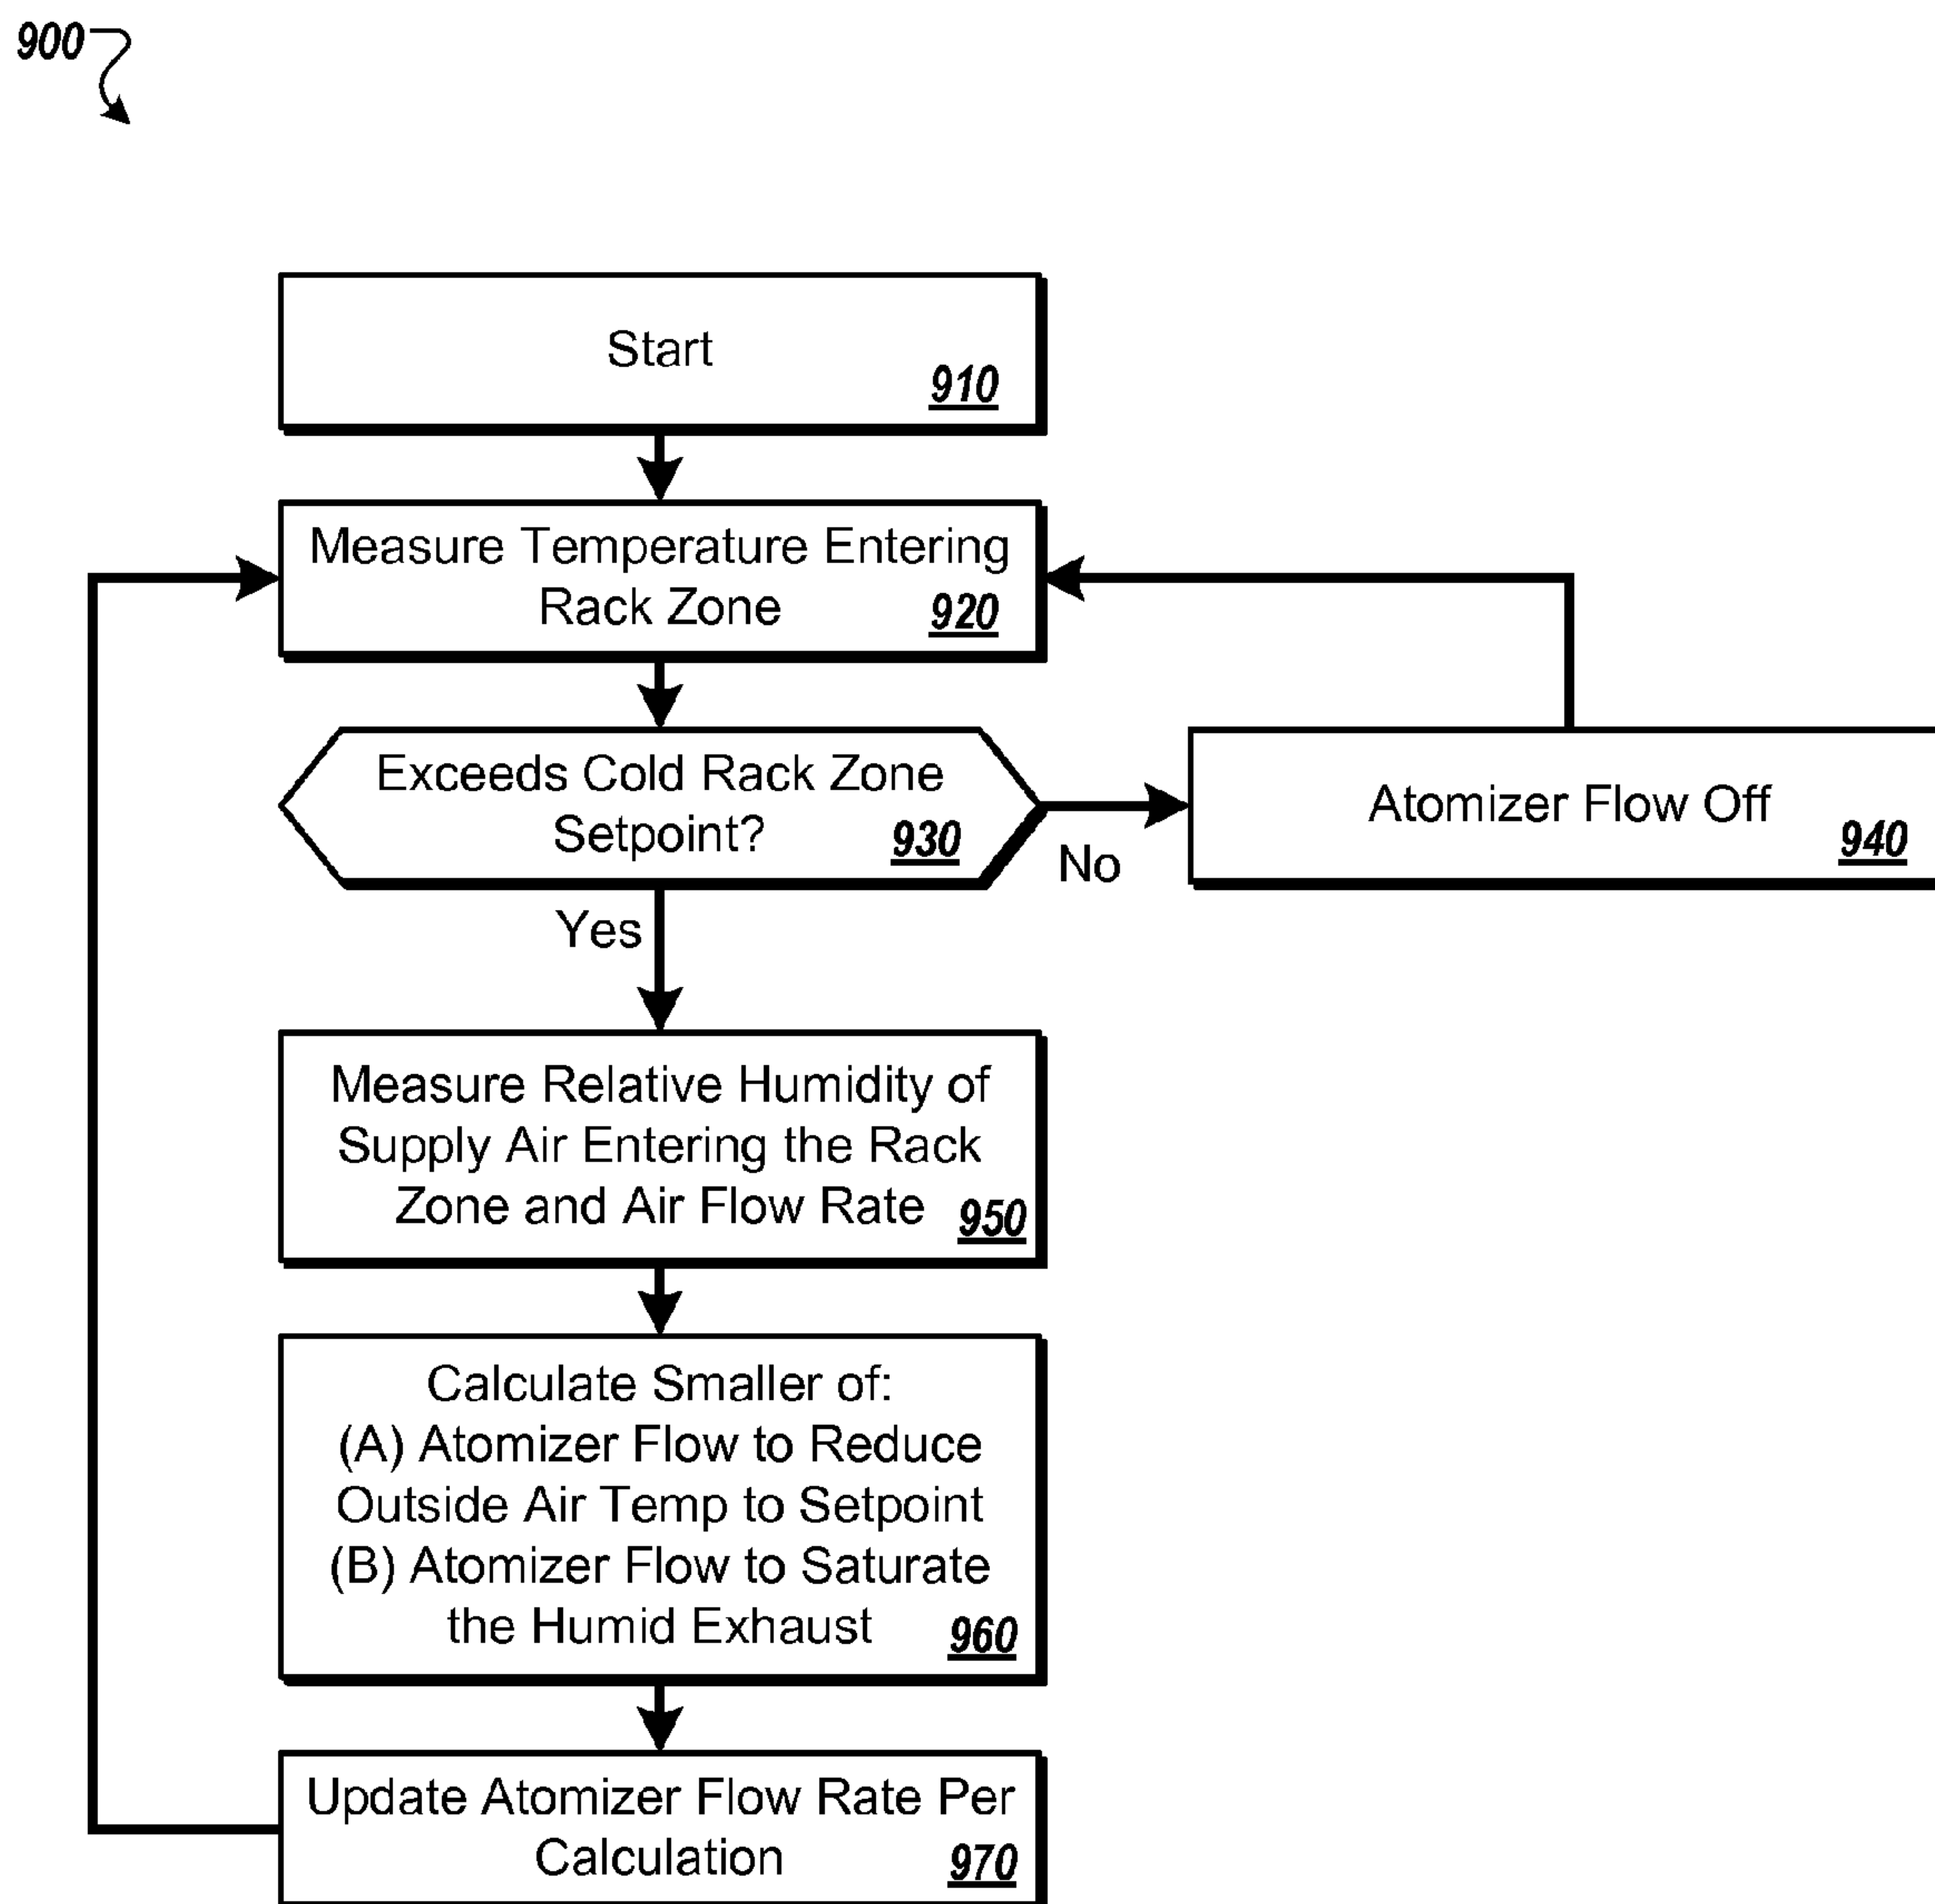 900
Start
910
Measure Temperature Entering
Rack Zone
920
Exceeds Cold Rack Zone
Setpoint?
930
No
Atomizer Flow Off
940
Yes
Measure Relative Humidity of
Supply Air Entering the Rack
Zone and Air Flow Rate
950
Calculate Smaller of:
(A) Atomizer Flow to Reduce
Outside Air Temp to Setpoint
(B) Atomizer Flow to Saturate
the Humid Exhaust
960
Update Atomizer Flow Rate Per
Calculation
970